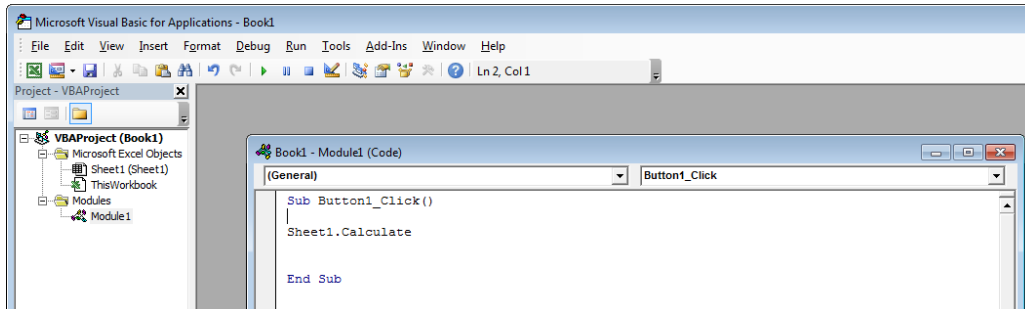 Microsoft Visual Basic for Applications - Book1
File Edit View Insert Format Debug Run Tools Add-Ins Window Help
Ln 2, Col 1
Project - VBAProject
VBAProject (Book1)
Microsoft Excel Objects
Sheet1 (Sheet1)
ThisWorkbook
Modules
Module1
Book1 - Module1 (Code)
(General) Button1_Click
Sub Button1_Click()
Sheet1.Calculate
End Sub